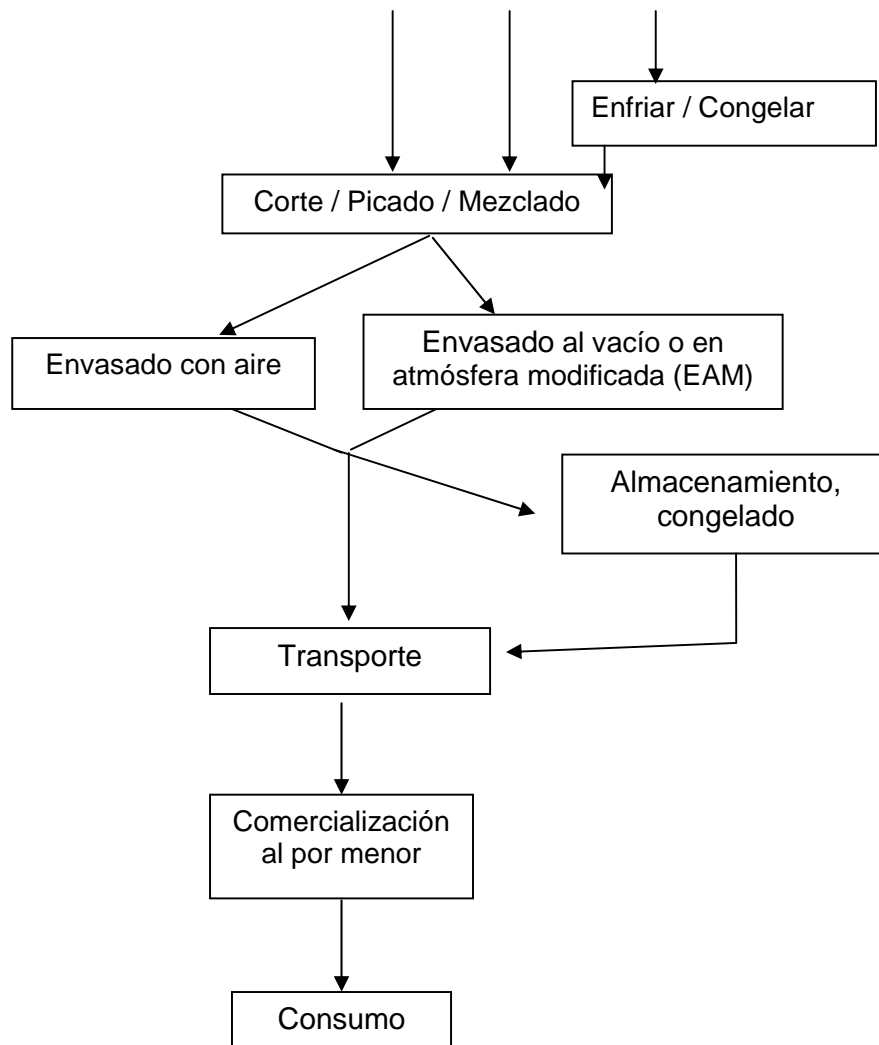 Enfriar / Congelar
Corte / Picado / Mezclado
Envasado con aire
Envasado al vacío o en
atmósfera modificada (EAM)
Almacenamiento,
congelado
Transporte
Comercialización
al por menor
Consumo